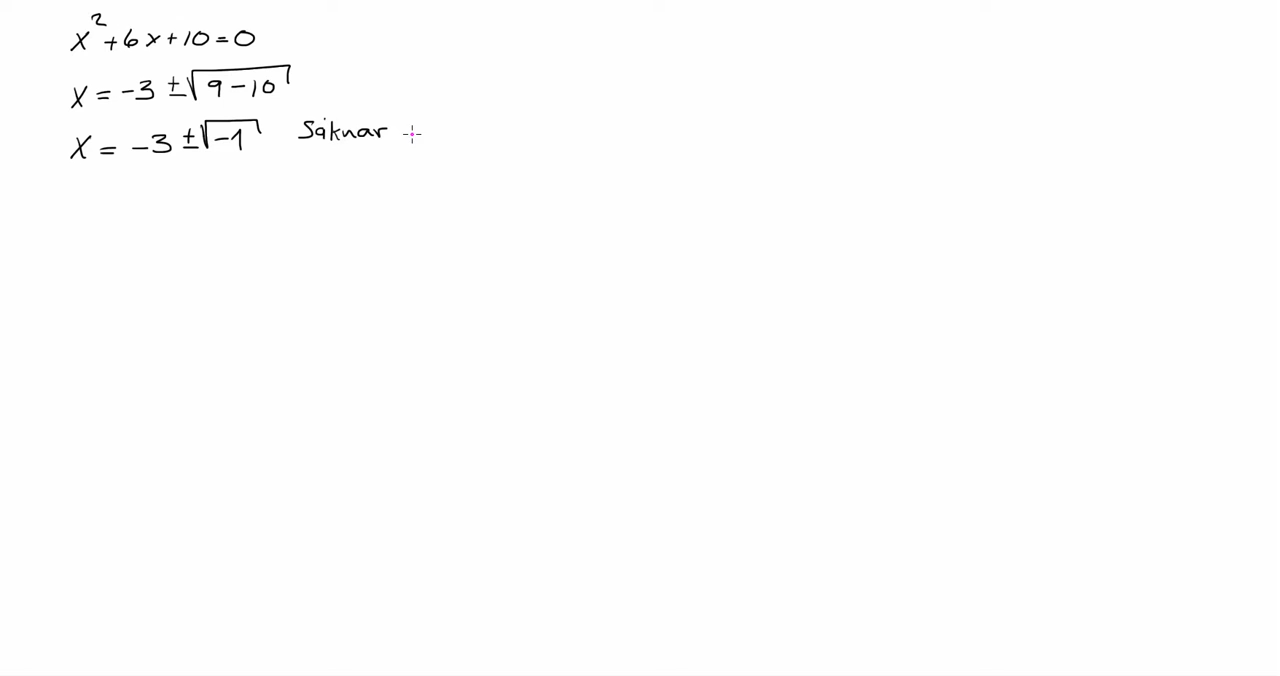 x²+6x+10=0
x = -3 ±√(9-10)
x = -3 ±√(-1) Saknar